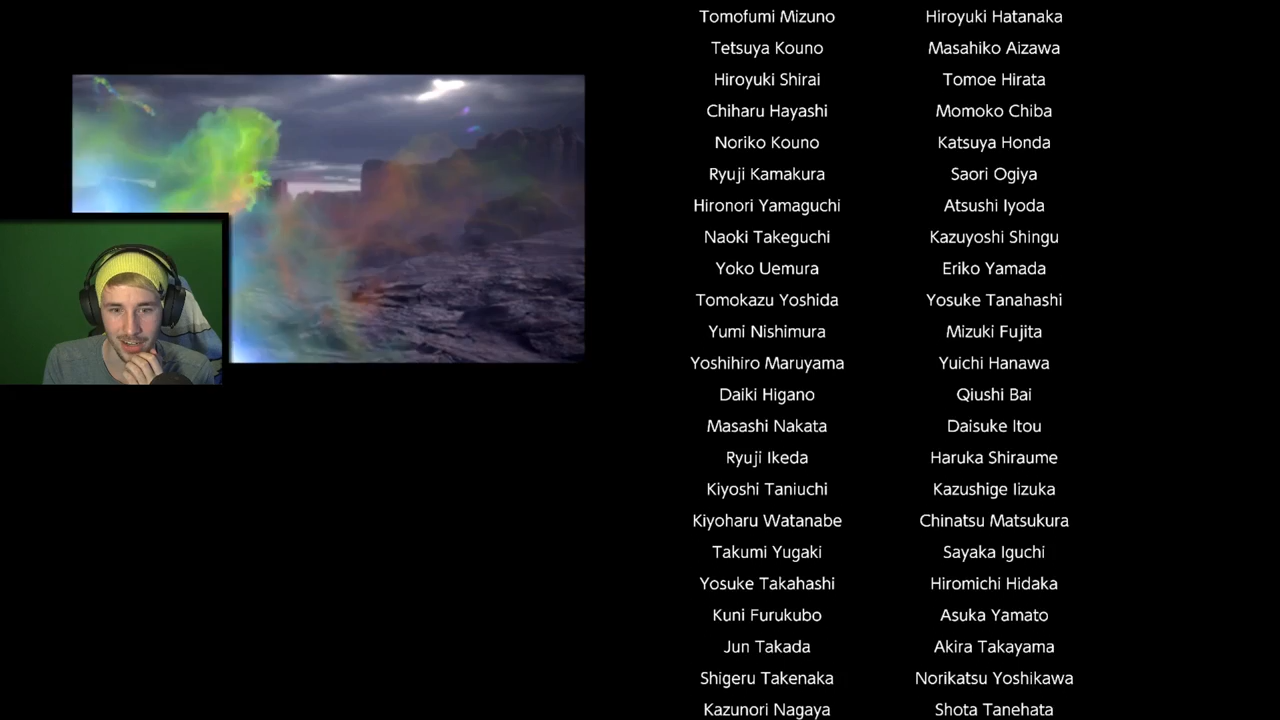 Tomofumi Mizuno Hiroyuki Hatanaka
Tetsuya Kouno Masahiko Aizawa
Hiroyuki Shirai Tomoe Hirata
Chiharu Hayashi Momoko Chiba
Noriko Kouno Katsuya Honda
Ryuji Kamakura Saori Ogiya
Hironori Yamaguchi Atsushi Iyoda
Naoki Takeguchi Kazuyoshi Shingu
Yoko Uemura Eriko Yamada
Tomokazu Yoshida Yosuke Tanahashi
Yumi Nishimura Mizuki Fujita
Yoshihiro Maruyama Yuichi Hanawa
Daiki Higano Qiushi Bai
Masashi Nakata Daisuke Itou
Ryuji Ikeda Haruka Shiraume
Kiyoshi Taniuchi Kazushige Iizuka
Kiyoharu Watanabe Chinatsu Matsukura
Takumi Yugaki Sayaka Iguchi
Yosuke Takahashi Hiromichi Hidaka
Kuni Furukubo Asuka Yamato
Jun Takada Akira Takayama
Shigeru Takenaka Norikatsu Yoshikawa
Kazunori Nagaya Shota Tanehata